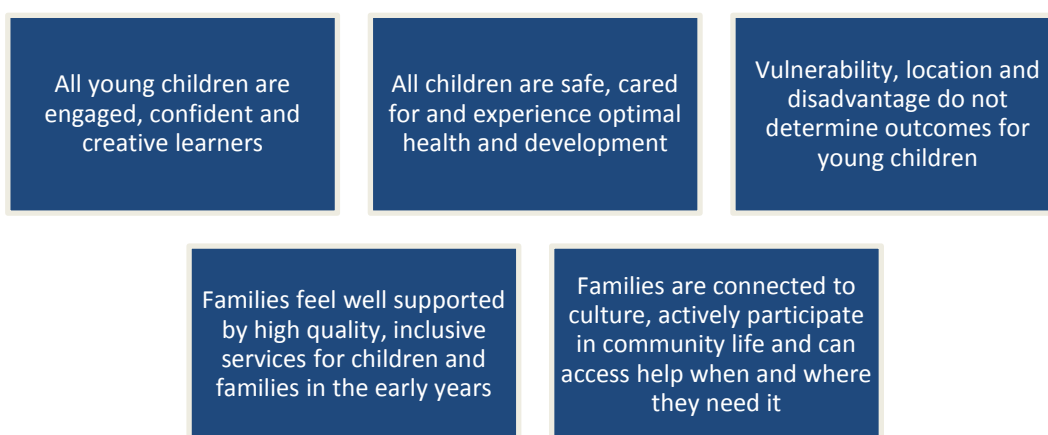 All young children are
engaged, confident and
creative learners
All children are safe, cared
for and experience optimal
health and development
Vulnerability, location and
disadvantage do not
determine outcomes for
young children
Families feel well supported
by high quality, inclusive
services for children and
families in the early years
Families are connected to
culture, actively participate
in community life and can
access help when and where
they need it